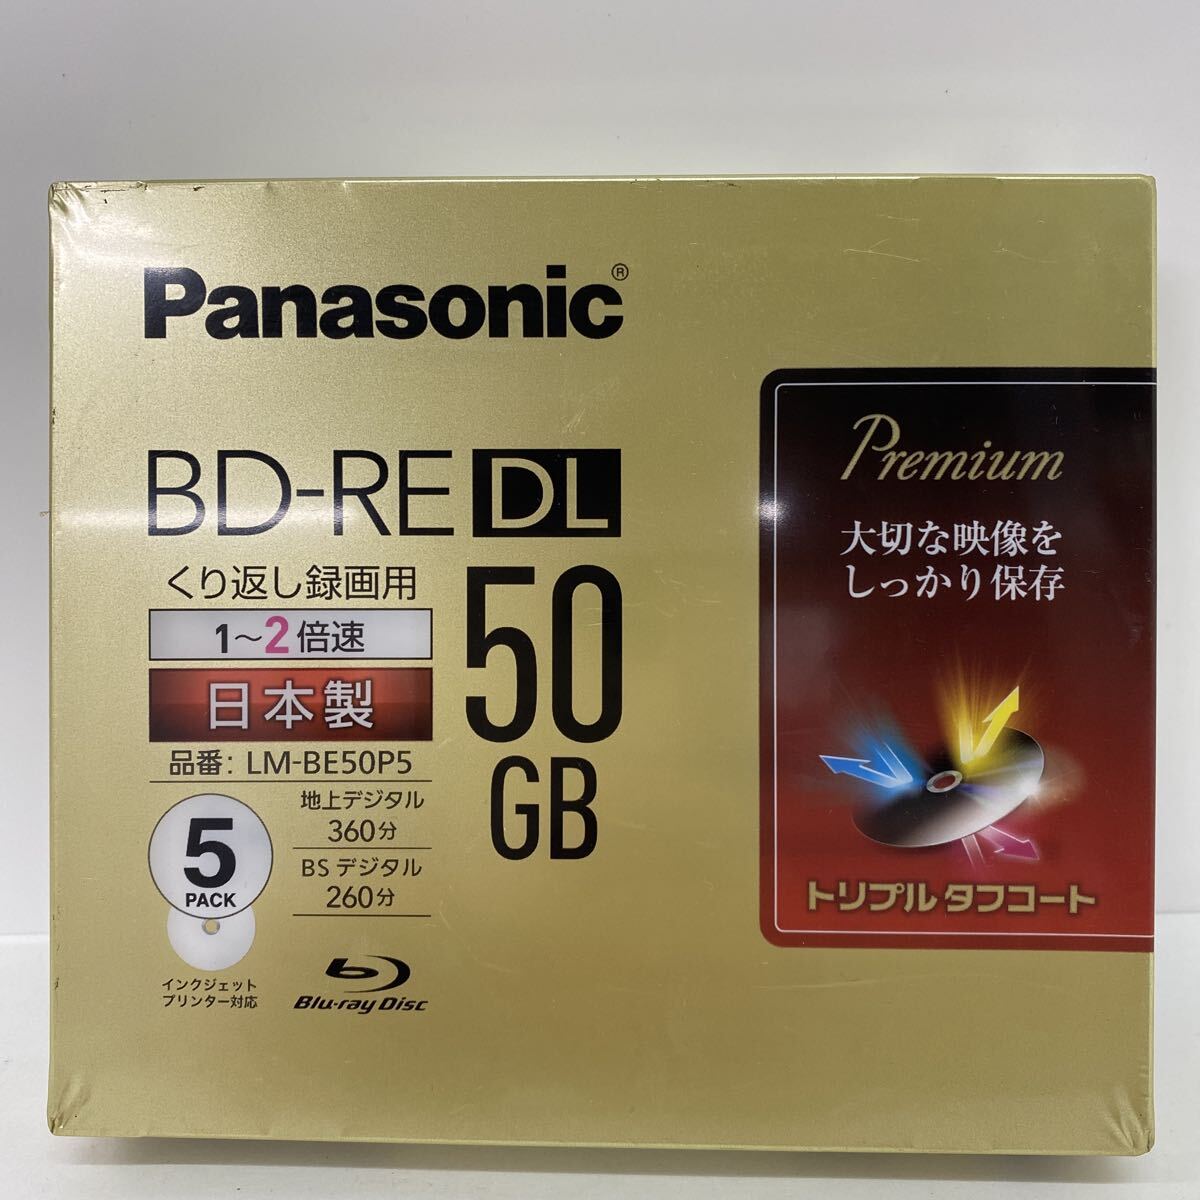 Panasonic®
BD-RE DL
くり返し録画用
1～2倍速
日本製
品番: LM-BE50P5
50
GB
5
PACK
地上デジタル
360分
BS デジタル
260分
インクジェット
プリンター対応
Blu-ray Disc
Premium
大切な映像を
しっかり保存
トリプル タフコート